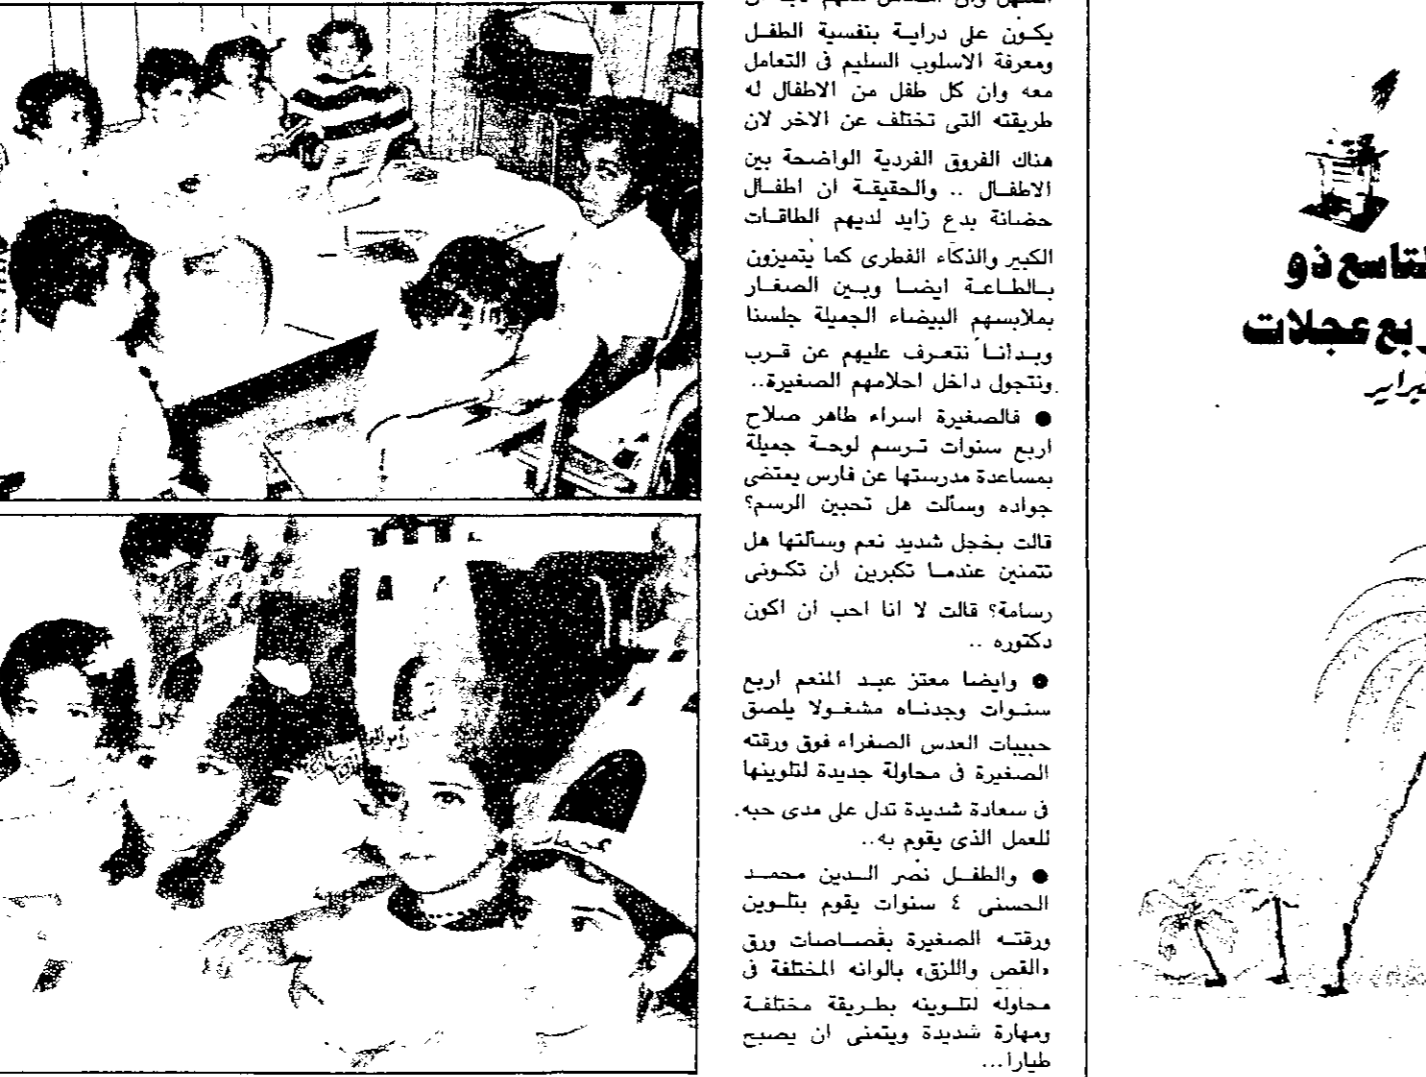 يكون على دراية بنفسية الطفل
ومعرفة الاسلوب السليم فى التعامل
معه وان كل طفل من الاطفال له
طريقته التى تختلف عن الاخر لان
هناك الفروق الفردية الواضحة بين
الاطفال .. والحقيقة ان اطفال
حضانة بدع زايد لديهم الطاقات
الكبير والذكاء الفطرى كما يتميزون
بالطاعة ايضا وبين الصغار
بملابسهم البيضاء الجميلة جلسنا
وبدأنا نتعرف عليهم عن قرب
ونتجول داخل احلامهم الصغيرة..
● فالصغيرة اسراء طاهر صلاح
اربع سنوات ترسم لوحة جميلة
بمساعدة مدرستها عن فارس يمتضى
جواده وسألت هل تحبين الرسم؟
قالت بخجل شديد نعم وسألتها هل
تتمنين عندما تكبرين ان تكونى
رسامة؟ قالت لا انا احب ان اكون
دكتوره ..
● وايضا معتز عبد المنعم اربع
سنوات وجدناه مشغولا يلصق
حبيبات العدس الصفراء فوق ورقته
الصغيرة فى محاولة جديدة لتلوينها
فى سعادة شديدة تدل على مدى حبه
للعمل الذى يقوم به..
● والطفل نصر الدين محمد
الحسنى ٤ سنوات يقوم بتلوين
ورقته الصغيرة بقصاصات ورق
«القص واللزق» بالوانه المختلفة فى
محاوله لتلوينه بطريقة مختلفة
ومهارة شديدة ويتمنى ان يصبح
طيارا...
لتاسع ذو
ربع عجلات